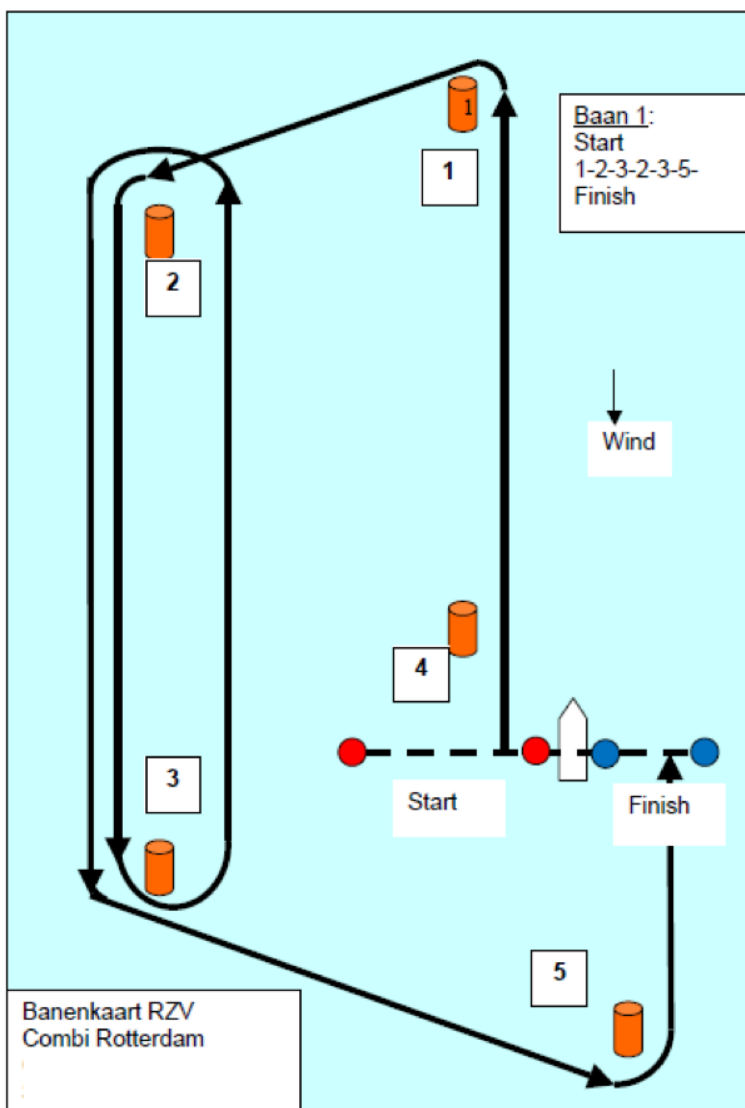 1
1
Baan 1:
Start
1-2-3-2-3-5-
Finish
2
Wind
4
3
Start
Finish
5
Banenkaart RZV
Combi Rotterdam